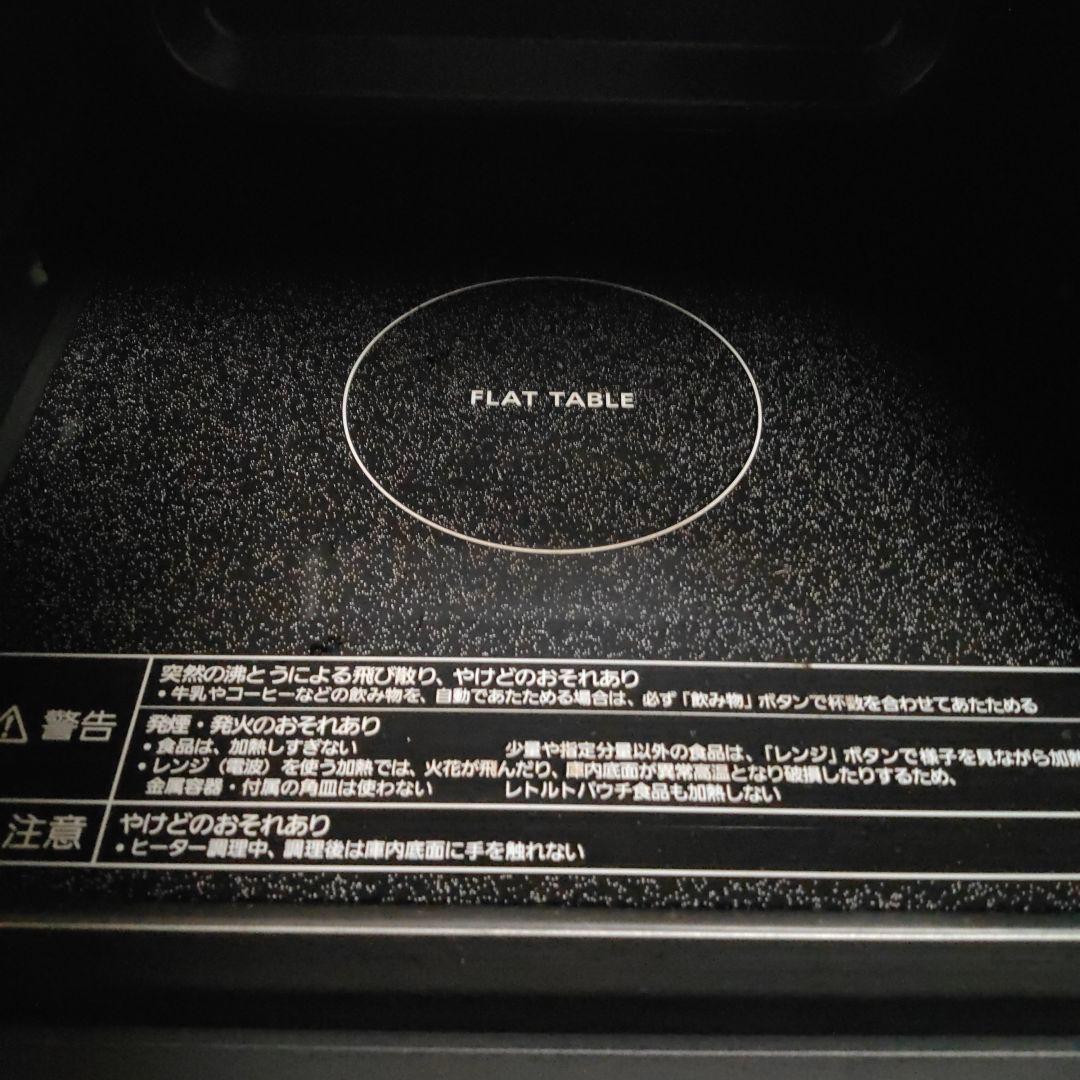 FLAT TABLE
突然の沸とうによる飛び散り、やけどのおそれあり
・牛乳やコーヒーなどの飲み物を、自動であたためる場合は、必ず「飲み物」ボタンで杯数を合わせてあたためる
警告
発煙・発火のおそれあり
・食品は、加熱しすぎない 少量や指定分量以外の食品は、「レンジ」ボタンで様子を見ながら加熱
・レンジ(電波)を使う加熱では、火花が飛んだり、庫内底面が異常高温となり破損したりするため、
金属容器・付属の角皿は使わない レトルトパウチ食品も加熱しない
注意
やけどのおそれあり
・ヒーター調理中、調理後は庫内底面に手を触れない